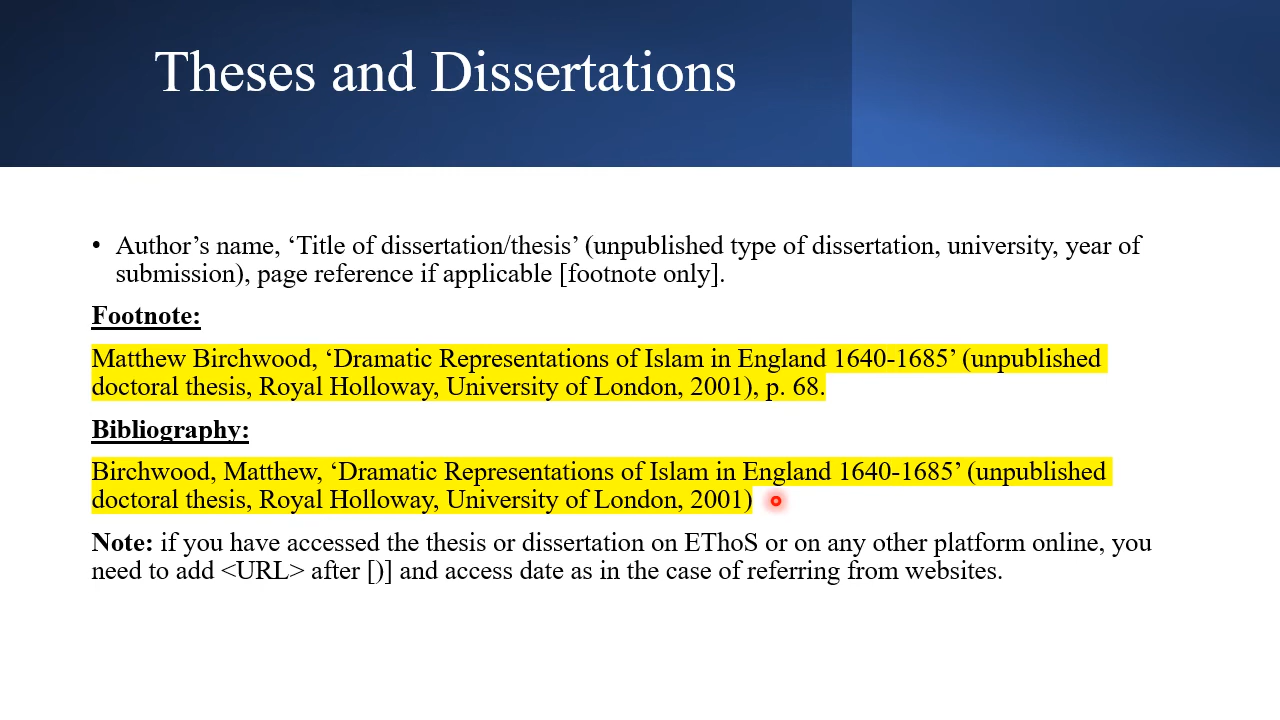 Theses and Dissertations
• Author’s name, ‘Title of dissertation/thesis’ (unpublished type of dissertation, university, year of
submission), page reference if applicable [footnote only].
Footnote:
Matthew Birchwood, ‘Dramatic Representations of Islam in England 1640-1685’ (unpublished
doctoral thesis, Royal Holloway, University of London, 2001), p. 68.
Bibliography:
Birchwood, Matthew, ‘Dramatic Representations of Islam in England 1640-1685’ (unpublished
doctoral thesis, Royal Holloway, University of London, 2001)
Note: if you have accessed the thesis or dissertation on EThoS or on any other platform online, you
need to add <URL> after [)] and access date as in the case of referring from websites.